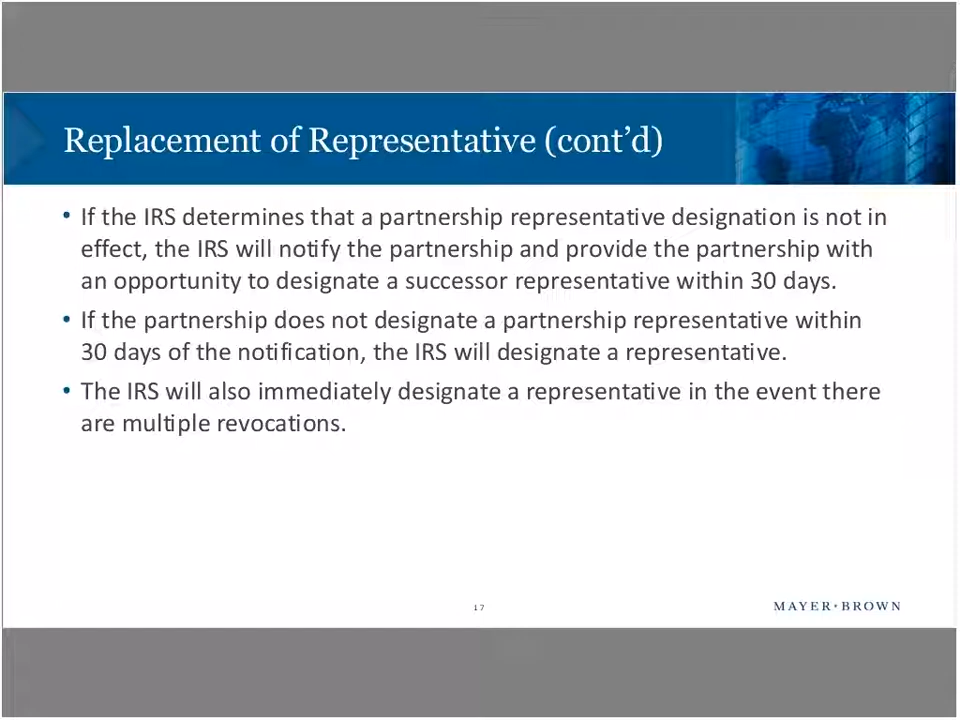 Replacement of Representative (cont’d)
• If the IRS determines that a partnership representative designation is not in
effect, the IRS will notify the partnership and provide the partnership with
an opportunity to designate a successor representative within 30 days.
• If the partnership does not designate a partnership representative within
30 days of the notification, the IRS will designate a representative.
• The IRS will also immediately designate a representative in the event there
are multiple revocations.
17
MAYER•BROWN